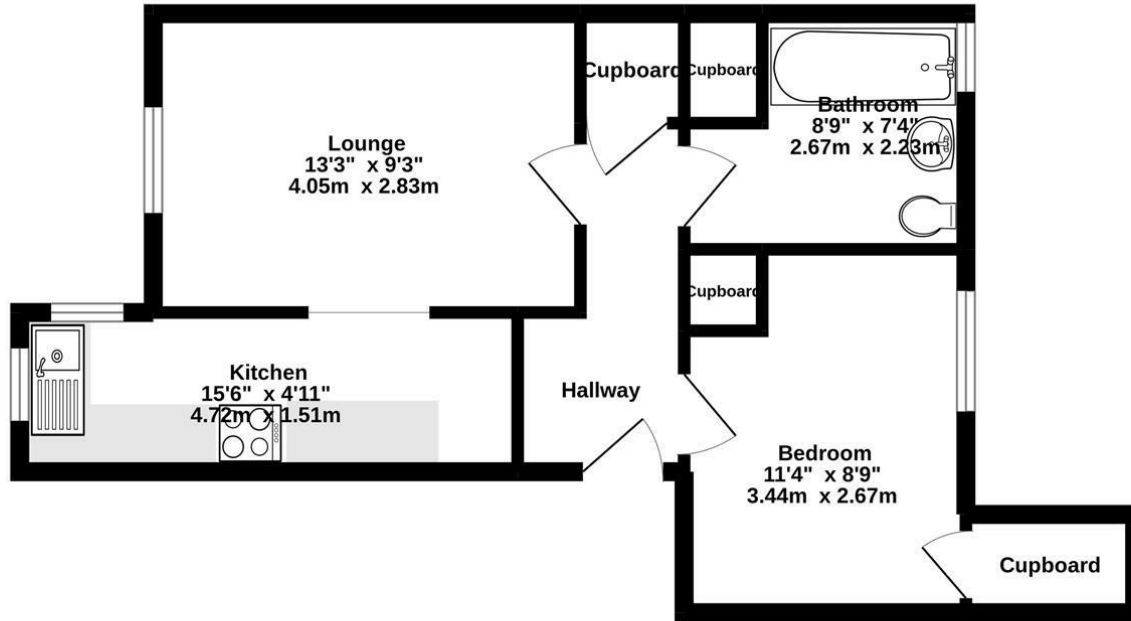 Cupboard
Cupboard
Bathroom
8'9" x 7'4"
2.67m x 2.23m
Lounge
13'3" x 9'3"
4.05m x 2.83m
Cupboard
Kitchen
15'6" x 4'11"
4.72m x 1.51m
Hallway
Bedroom
11'4" x 8'9"
3.44m x 2.67m
Cupboard